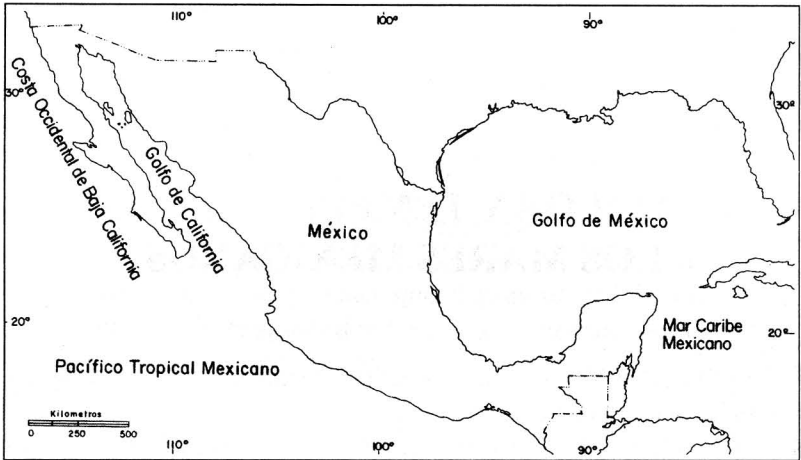 110°
100°
90°
30°
30°
Costa Occidental de Baja California
Golfo de California
México
Golfo de México
20°
20°
Mar Caribe
Mexicano
Pacífico Tropical Mexicano
Kilometros
0 250 500
110°
100°
90°